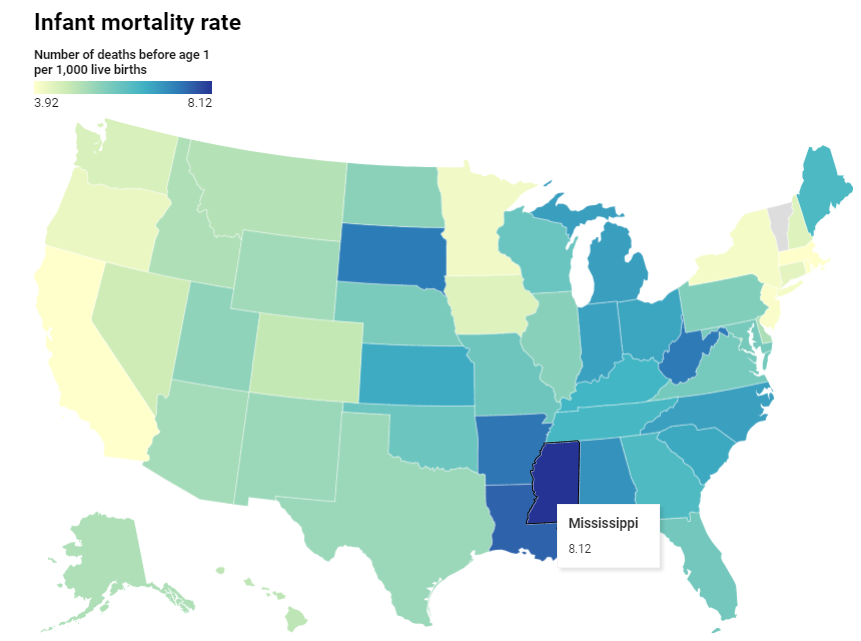 Infant mortality rate
Number of deaths before age 1
per 1,000 live births
3.92 8.12
Mississippi
8.12